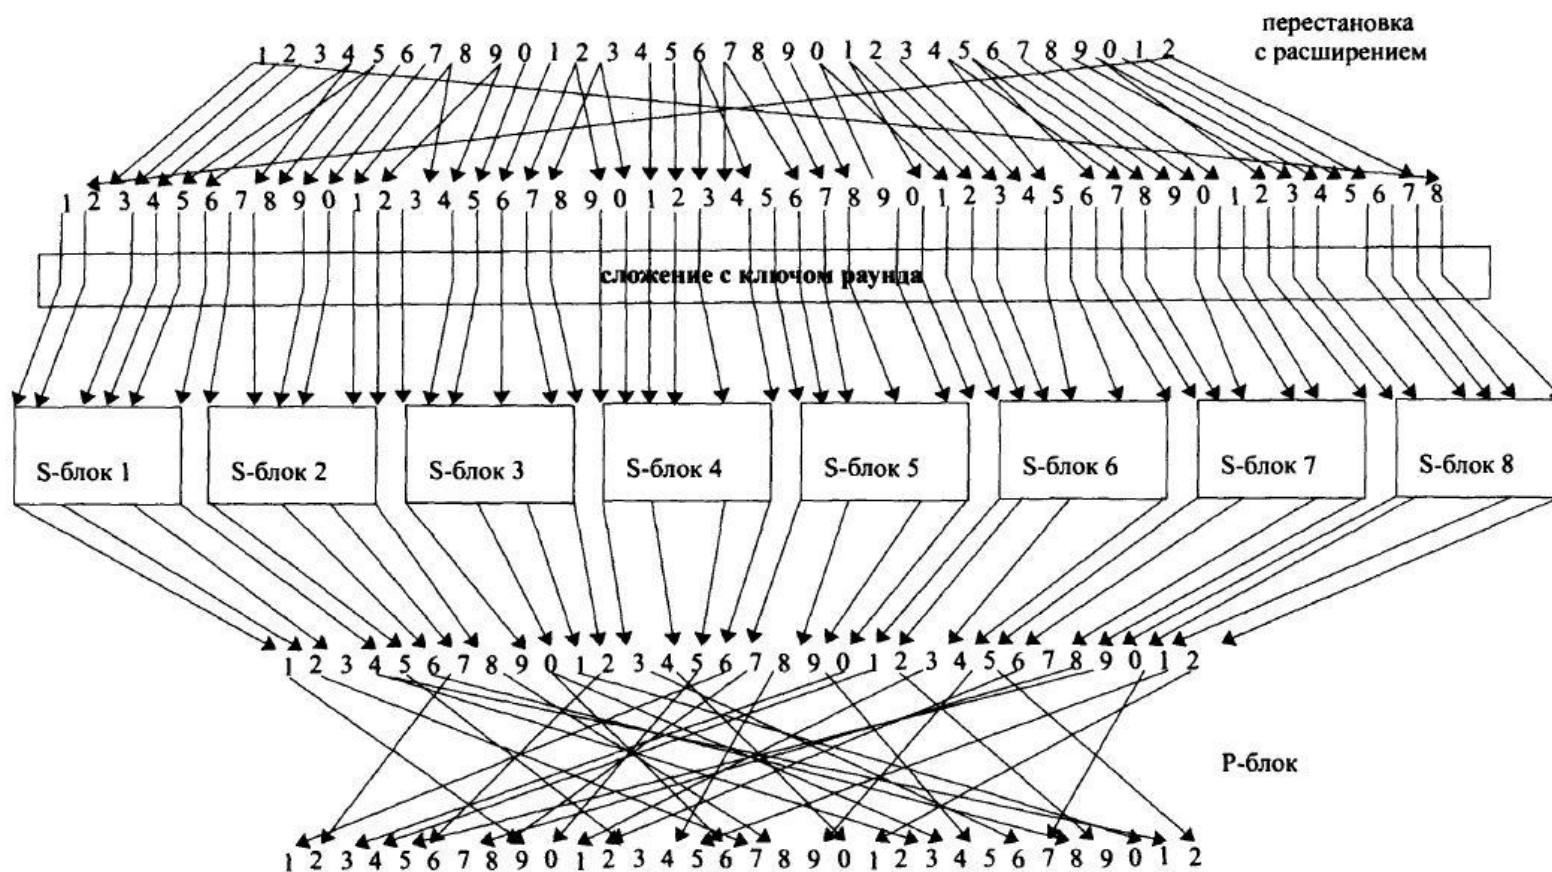 перестановка
с расширением
1 2 3 4 5 6 7 8 9 0 1 2 3 4 5 6 7 8 9 0 1 2 3 4 5 6 7 8 9 0 1 2
1 2 3 4 5 6 7 8 9 0 1 2 3 4 5 6 7 8 9 0 1 2 3 4 5 6 7 8 9 0 1 2 3 4 5 6 7 8 9 0 1 2 3 4 5 6 7 8
сложение с ключом раунда
S-блок 1 S-блок 2 S-блок 3 S-блок 4 S-блок 5 S-блок 6 S-блок 7 S-блок 8
1 2 3 4 5 6 7 8 9 0 1 2 3 4 5 6 7 8 9 0 1 2 3 4 5 6 7 8 9 0 1 2
P-блок
1 2 3 4 5 6 7 8 9 0 1 2 3 4 5 6 7 8 9 0 1 2 3 4 5 6 7 8 9 0 1 2